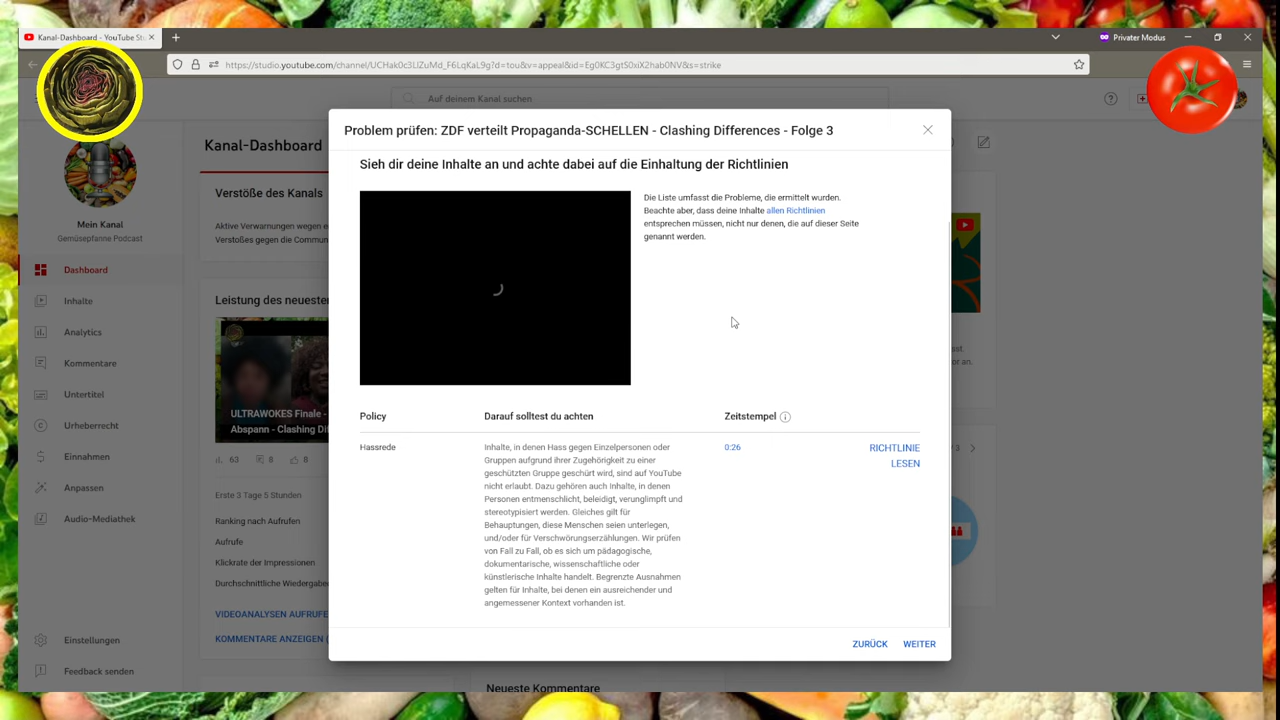 Kanal-Dashboard - YouTube St
Privater Modus
https://studio.youtube.com/channel/UCHak0c3LIZuMd_F6LqKaL9g?d=tou&v=appeal&id=Eg0KC3gtS0xiX2hab0NV&s=strike
Auf deinem Kanal suchen
Problem prüfen: ZDF verteilt Propaganda-SCHELLEN - Clashing Differences - Folge 3
Kanal-Dashboard
Sieh dir deine Inhalte an und achte dabei auf die Einhaltung der Richtlinien
Verstöße des Kanals
Die Liste umfasst die Probleme, die ermittelt wurden.
Beachte aber, dass deine Inhalte allen Richtlinien
entsprechen müssen, nicht nur denen, die auf dieser Seite
genannt werden.
Mein Kanal
Gemüsepfanne Podcast
Aktive Verwarnungen wegen e
Verstoßes gegen die Commun
Dashboard
Inhalte
Analytics
Kommentare
Untertitel
Urheberrecht
Einnahmen
Anpassen
Audio-Mediathek
Einstellungen
Feedback senden
Leistung des neuesten
ULTRAWOKES Finale -
Abspann - Clashing Dif
63 8 8
Erste 3 Tage 5 Stunden
Ranking nach Aufrufen
Aufrufe
Klickrate der Impressionen
Durchschnittliche Wiedergabed
VIDEOANALYSEN AUFRUFE
KOMMENTARE ANZEIGEN (
Policy
Darauf solltest du achten
Zeitstempel
Hassrede
Inhalte, in denen Hass gegen Einzelpersonen oder
Gruppen aufgrund ihrer Zugehörigkeit zu einer
geschützten Gruppe geschürt wird, sind auf YouTube
nicht erlaubt. Dazu gehören auch Inhalte, in denen
Personen entmenschlicht, beleidigt, verunglimpft und
stereotypisiert werden. Gleiches gilt für
Behauptungen, diese Menschen seien unterlegen,
und/oder für Verschwörungserzählungen. Wir prüfen
von Fall zu Fall, ob es sich um pädagogische,
dokumentarische, wissenschaftliche oder
künstlerische Inhalte handelt. Begrenzte Ausnahmen
gelten für Inhalte, bei denen ein ausreichender und
angemessener Kontext vorhanden ist.
0:26
RICHTLINIE
LESEN
ZURÜCK
WEITER
sst.
or an.
/ 3
Neueste Kommentare